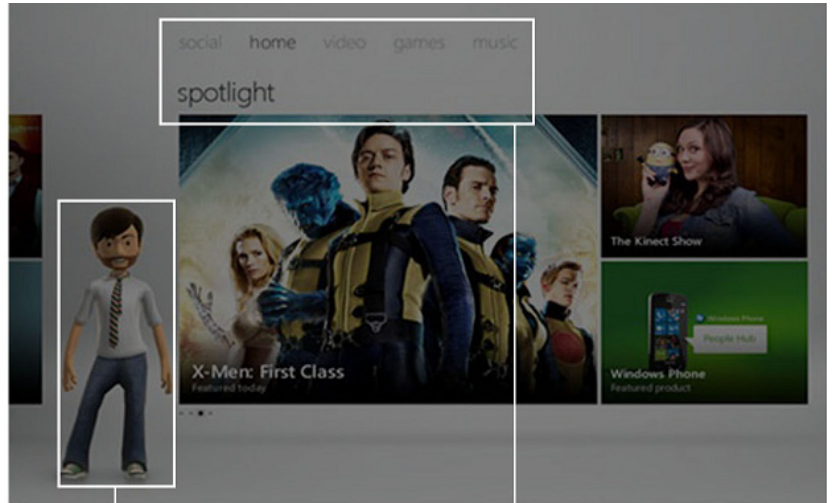 social home video games music
spotlight
The Kinect Show
Windows Phone
People Hub
X-Men: First Class
Featured today
Windows Phone
Featured product